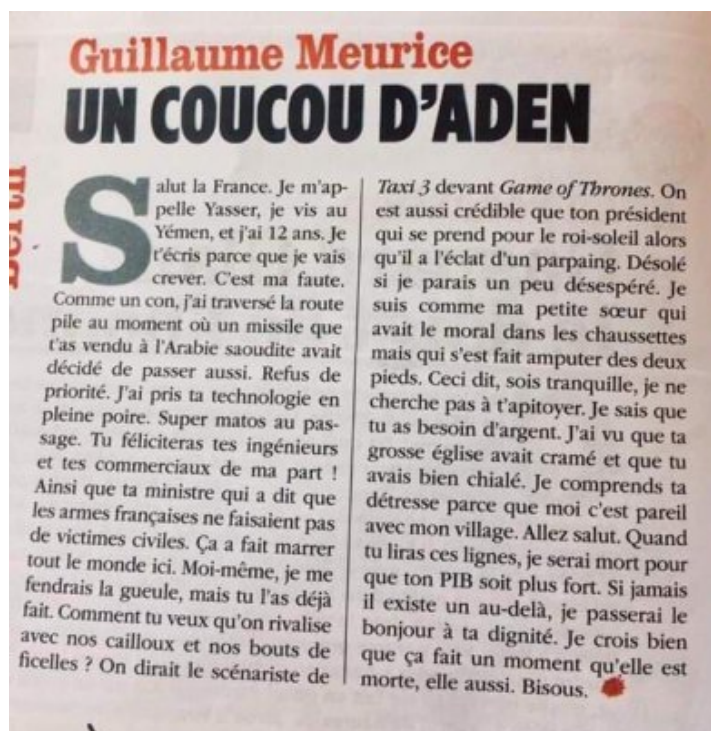 Guillaume Meurice
UN COUCOU D'ADEN
Salut la France. Je m'ap-
pelle Yasser, je vis au
Yémen, et j'ai 12 ans. Je
t'écris parce que je vais
crever. C'est ma faute.
Comme un con, j'ai traversé la route
pile au moment où un missile que
t'as vendu à l'Arabie saoudite avait
décidé de passer aussi. Refus de
priorité. J'ai pris ta technologie en
pleine poire. Super matos au pas-
sage. Tu féliciteras tes ingénieurs
et tes commerciaux de ma part !
Ainsi que ta ministre qui a dit que
les armes françaises ne faisaient pas
de victimes civiles. Ça a fait marrer
tout le monde ici. Moi-même, je me
fendrais la gueule, mais tu l'as déjà
fait. Comment tu veux qu'on rivalise
avec nos cailloux et nos bouts de
ficelles ? On dirait le scénariste de
Taxi 3 devant Game of Thrones. On
est aussi crédible que ton président
qui se prend pour le roi-soleil alors
qu'il a l'éclat d'un parpaing. Désolé
si je parais un peu désespéré. Je
suis comme ma petite sœur qui
avait le moral dans les chaussettes
mais qui s'est fait amputer des deux
pieds. Ceci dit, sois tranquille, je ne
cherche pas à t'apitoyer. Je sais que
tu as besoin d'argent. J'ai vu que ta
grosse église avait cramé et que tu
avais bien chialé. Je comprends ta
détresse parce que moi c'est pareil
avec mon village. Allez salut. Quand
tu liras ces lignes, je serai mort pour
que ton PIB soit plus fort. Si jamais
il existe un au-delà, je passerai le
bonjour à ta dignité. Je crois bien
que ça fait un moment qu'elle est
morte, elle aussi. Bisous.